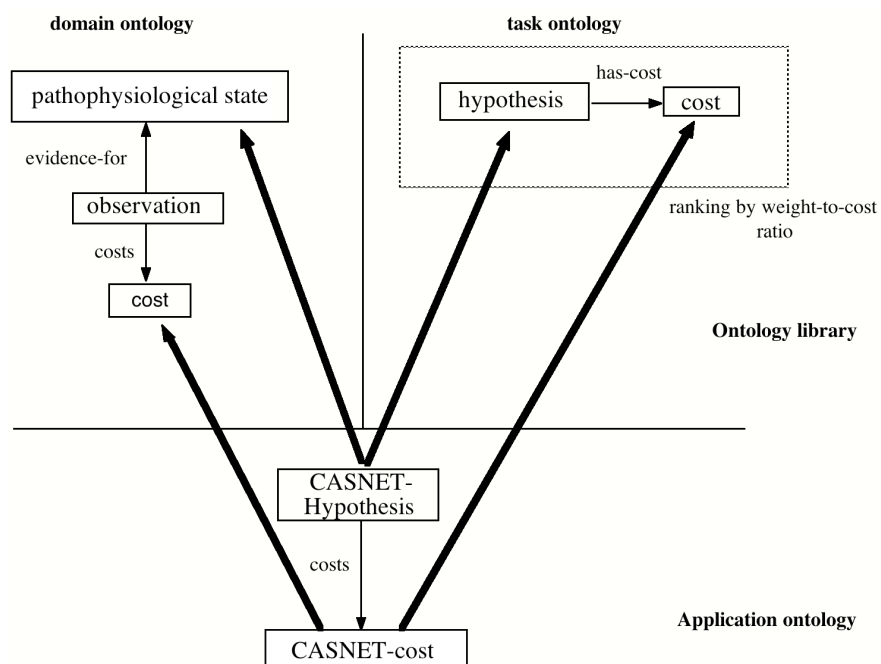 domain ontology
task ontology
has-cost
pathophysiological state
hypothesis
cost
evidence-for
observation
ranking by weight-to-cost
ratio
costs
cost
Ontology library
CASNET-
Hypothesis
costs
Application ontology
CASNET-cost